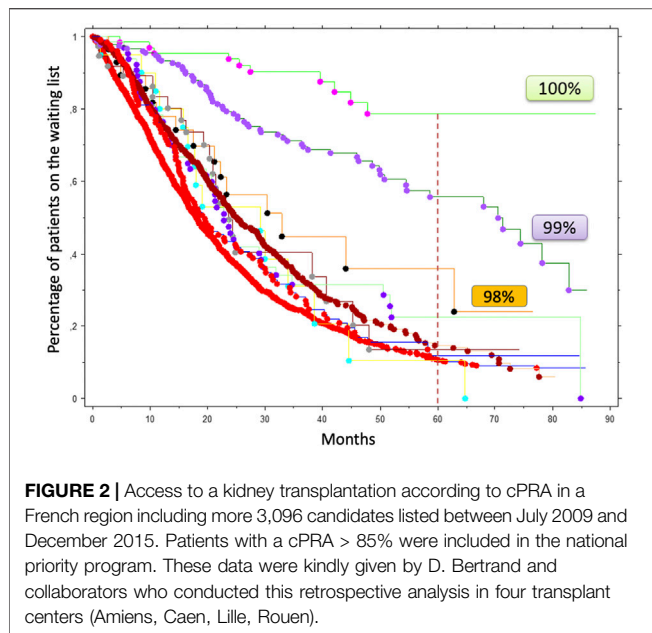 1
,8
,6
,4
,2
0
Percentage of patients on the waiting list
100%
99%
98%
0 10 20 30 40 50 60 70 80 90
Months
FIGURE 2 | Access to a kidney transplantation according to cPRA in a
French region including more 3,096 candidates listed between July 2009 and
December 2015. Patients with a cPRA > 85% were included in the national
priority program. These data were kindly given by D. Bertrand and
collaborators who conducted this retrospective analysis in four transplant
centers (Amiens, Caen, Lille, Rouen).